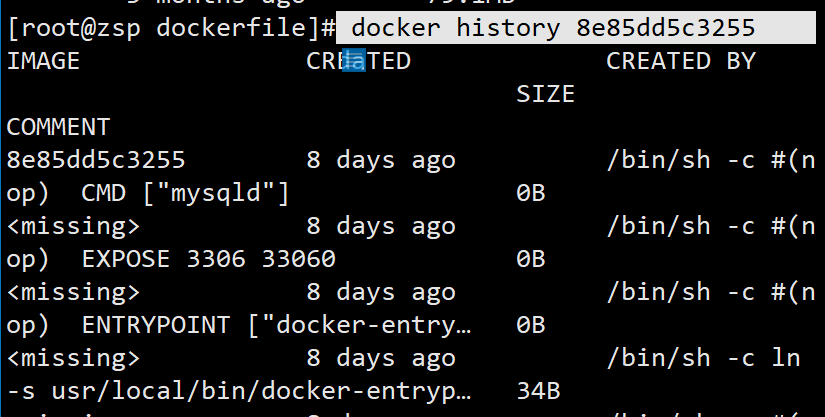 [root@zsp dockerfile]# docker history 8e85dd5c3255
IMAGE CREATED CREATED BY
SIZE
COMMENT
8e85dd5c3255 8 days ago /bin/sh -c #(n
op) CMD ["mysqld"] 0B
<missing> 8 days ago /bin/sh -c #(n
op) EXPOSE 3306 33060 0B
<missing> 8 days ago /bin/sh -c #(n
op) ENTRYPOINT ["docker-entry… 0B
<missing> 8 days ago /bin/sh -c ln
-s usr/local/bin/docker-entryp… 34B